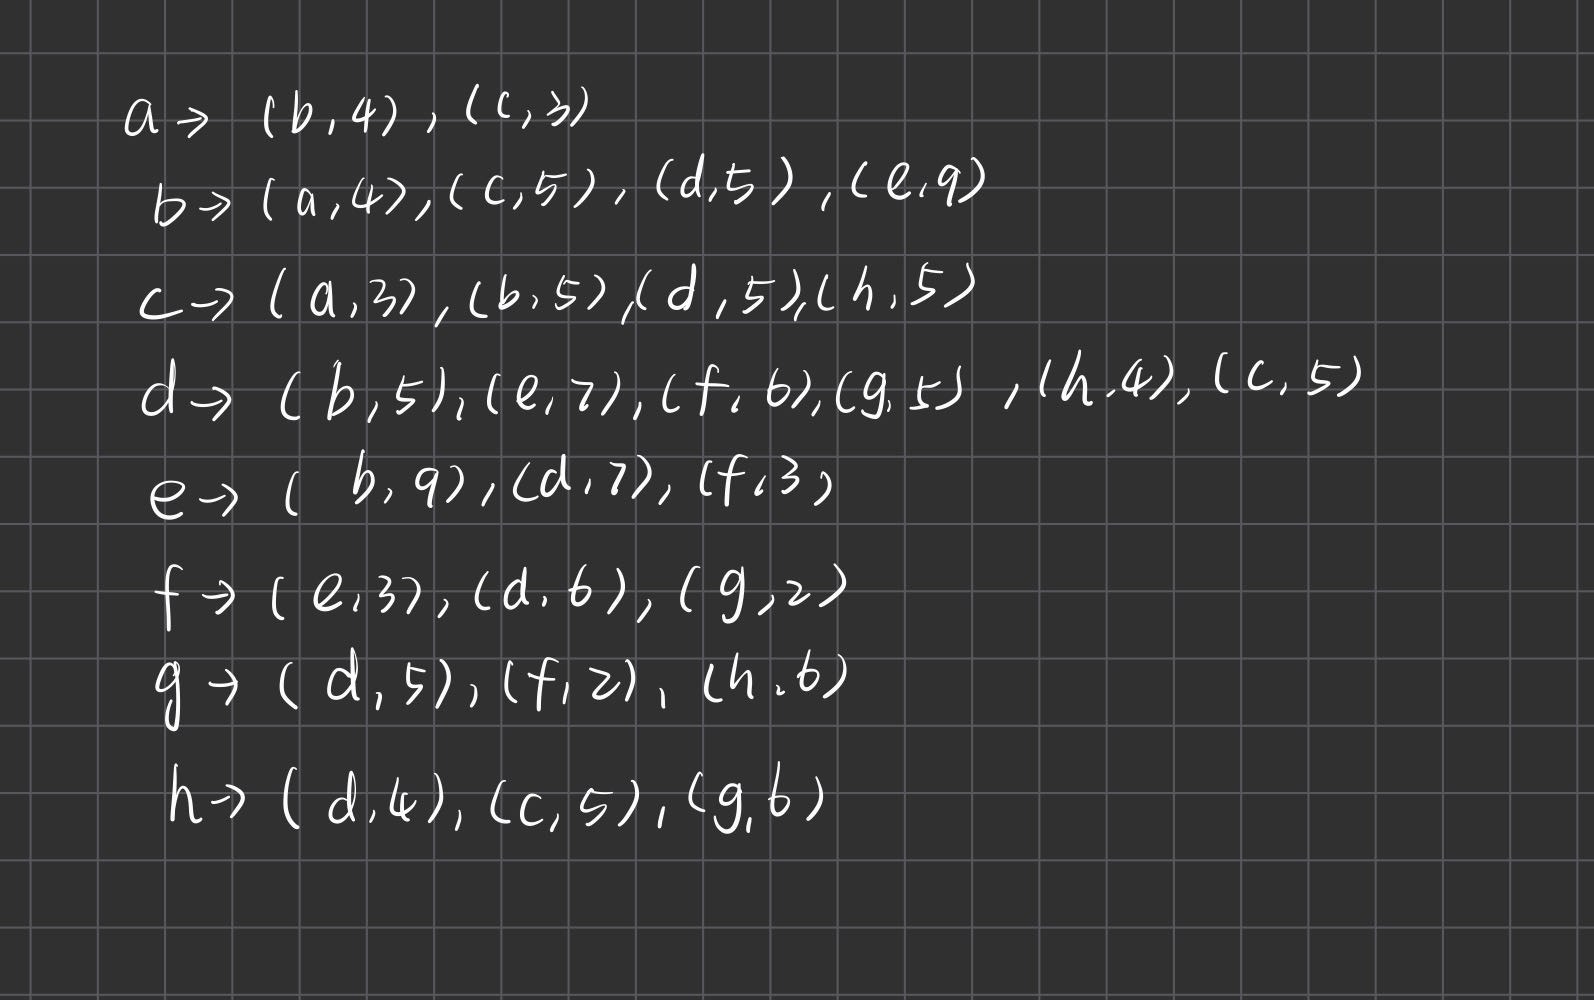 a → (b,4), (c,3)
b → (a,4), (c,5), (d,5), (e,9)
c → (a,3), (b,5), (d,5), (h,5)
d → (b,5), (e,7), (f,6), (g,5), (h,4), (c,5)
e → (b,9), (d,7), (f,3)
f → (e,3), (d,6), (g,2)
g → (d,5), (f,2), (h,6)
h → (d,4), (c,5), (g,6)